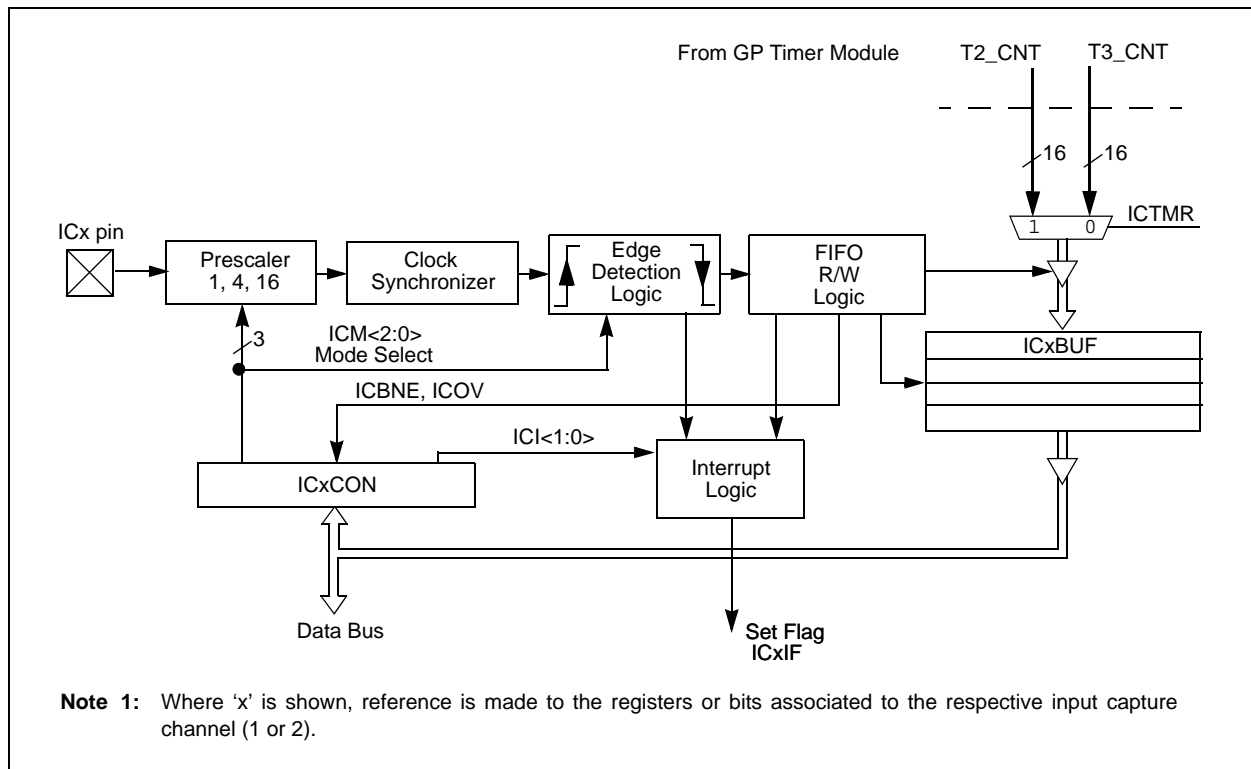 From GP Timer Module
T2_CNT
T3_CNT
16
16
ICx pin
1
0
ICTMR
Prescaler
1, 4, 16
Clock
Synchronizer
Edge
Detection
Logic
FIFO
R/W
Logic
3
ICM<2:0>
Mode Select
ICxBUF
ICBNE, ICOV
ICI<1:0>
Interrupt
Logic
ICxCON
Data Bus
Set Flag
ICxIF
Note 1: Where ‘x’ is shown, reference is made to the registers or bits associated to the respective input capture
channel (1 or 2).